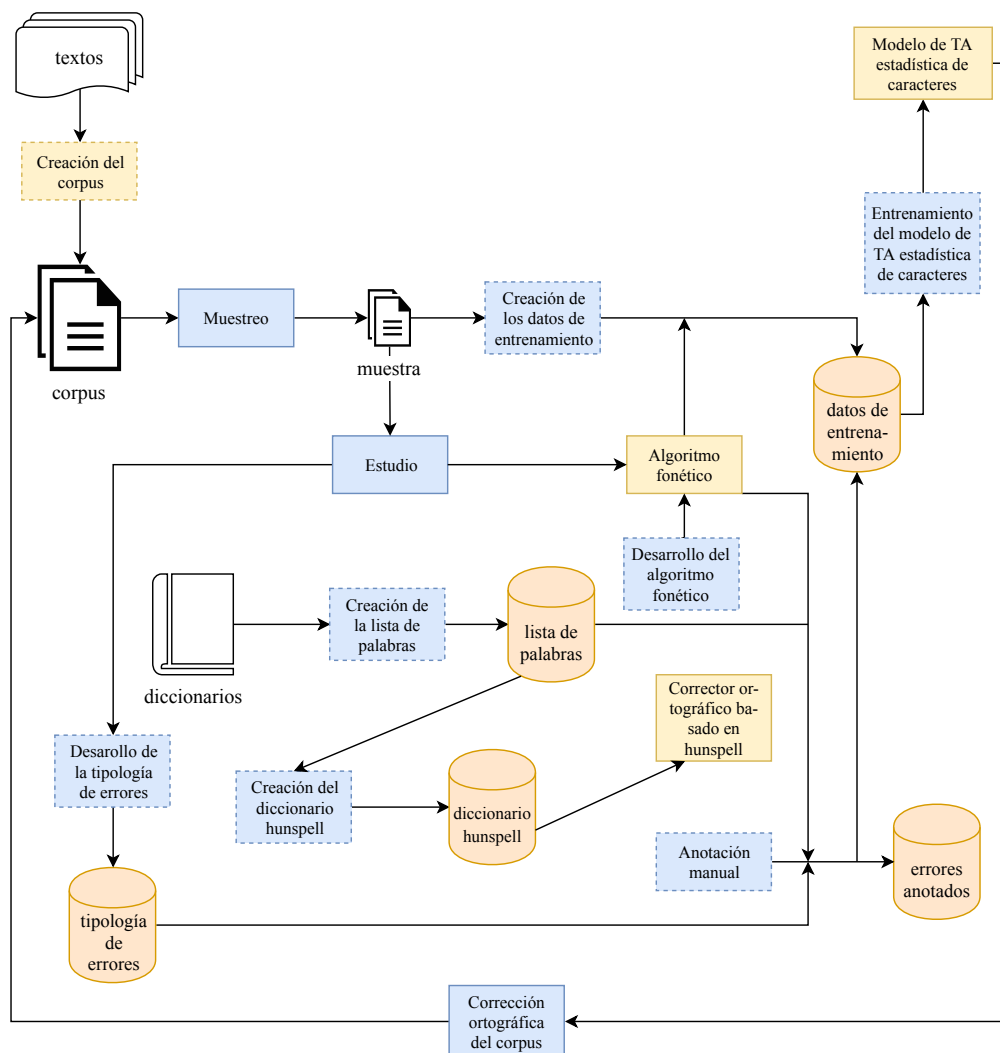 textos
Modelo de TA
estadística de
caracteres
Creación del
corpus
Entrenamiento
del modelo de
TA estadística
de caracteres
corpus
Muestreo
muestra
Creación de
los datos de
entrenamiento
datos de
entrena-
miento
Estudio
Algoritmo
fonético
Desarrollo del
algoritmo
fonético
diccionarios
Creación de
la lista de
palabras
lista de
palabras
Corrector or-
tográfico ba-
sado en
hunspell
Desarollo de
la tipología
de errores
Creación del
diccionario
hunspell
diccionario
hunspell
Anotación
manual
errores
anotados
tipología
de
errores
Corrección
ortográfica
del corpus